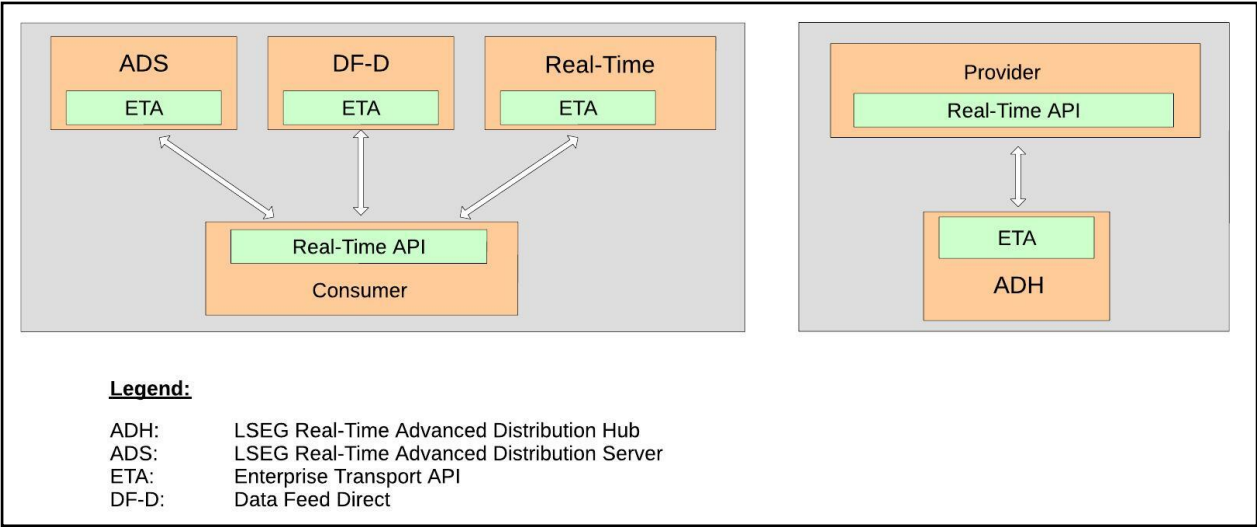 ADS
ETA
DF-D
ETA
Real-Time
ETA
Real-Time API
Consumer
Provider
Real-Time API
ETA
ADH
Legend:
ADH: LSEG Real-Time Advanced Distribution Hub
ADS: LSEG Real-Time Advanced Distribution Server
ETA: Enterprise Transport API
DF-D: Data Feed Direct